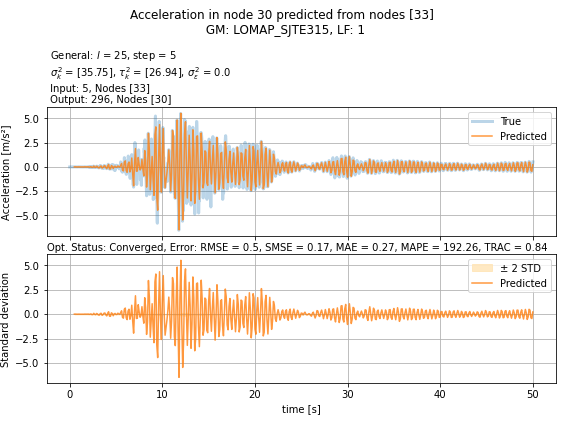 Acceleration in node 30 predicted from nodes [33]
GM: LOMAP_SJTE315, LF: 1
General: l = 25, step = 5
σ²ₖ = [35.75], τ²ₖ = [26.94], σ²ε = 0.0
Input: 5, Nodes [33]
Output: 296, Nodes [30]
Acceleration [m/s²]
5.0
2.5
0.0
−2.5
−5.0
True
Predicted
Opt. Status: Converged, Error: RMSE = 0.5, SMSE = 0.17, MAE = 0.27, MAPE = 192.26, TRAC = 0.84
Standard deviation
5.0
2.5
0.0
−2.5
−5.0
± 2 STD
Predicted
0 10 20 30 40 50
time [s]